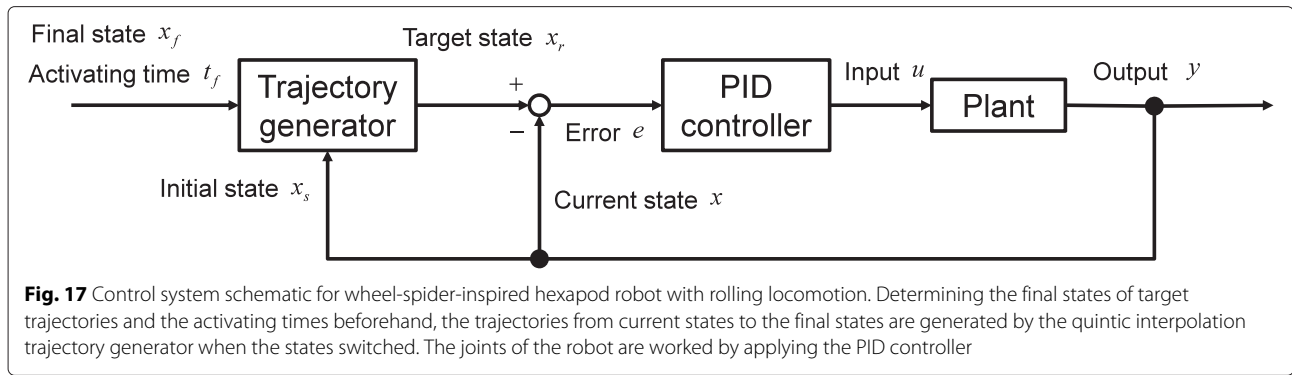 Final state x_f
Activating time t_f
Target state x_r
Trajectory
generator
+
−
Error e
PID
controller
Input u
Plant
Output y
Initial state x_s
Current state x
Fig. 17 Control system schematic for wheel-spider-inspired hexapod robot with rolling locomotion. Determining the final states of target
trajectories and the activating times beforehand, the trajectories from current states to the final states are generated by the quintic interpolation
trajectory generator when the states switched. The joints of the robot are worked by applying the PID controller